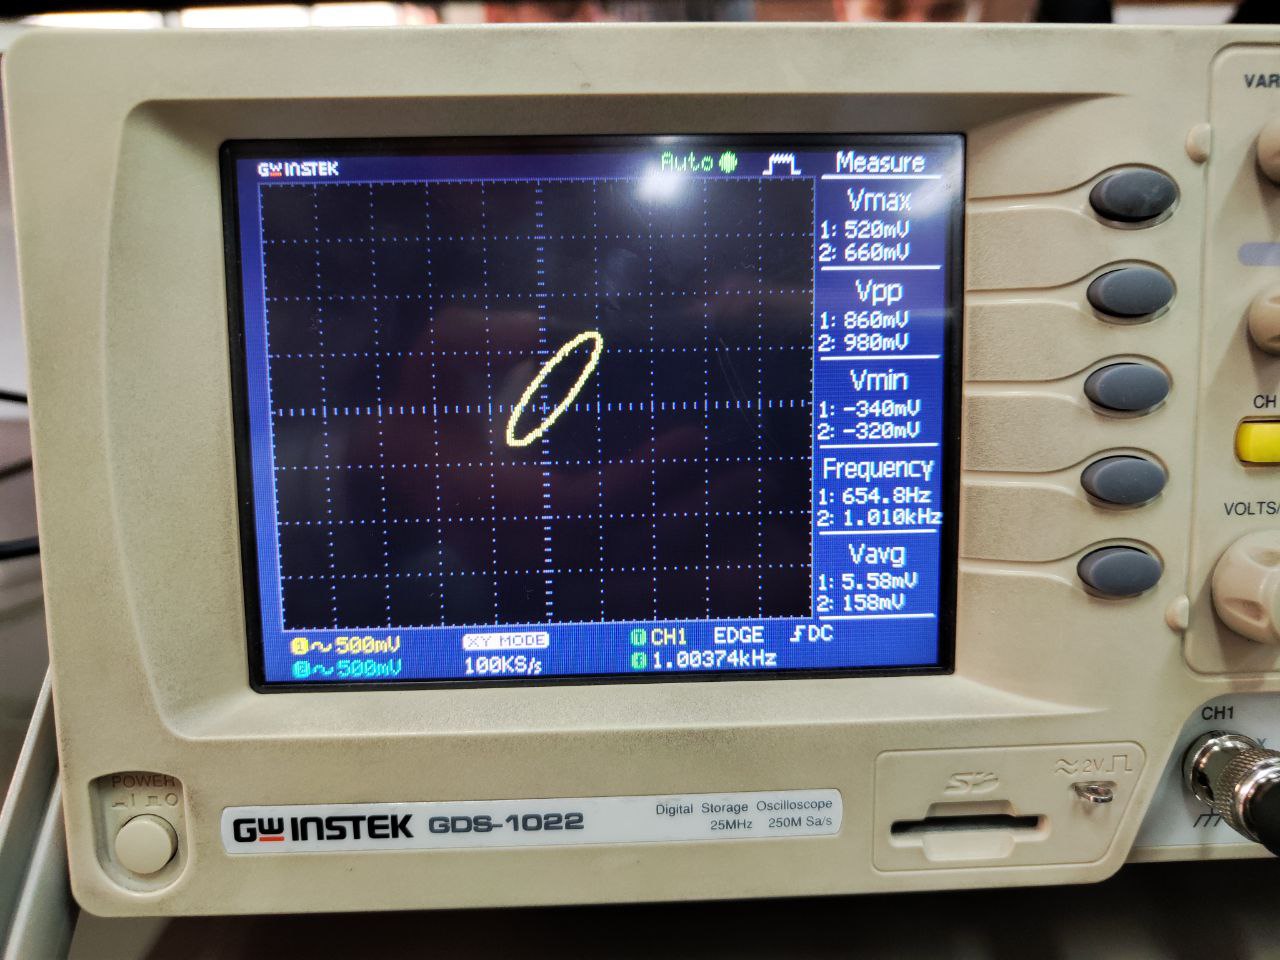 GW INSTEK
Auto
Measure
Vmax
1: 520mV
2: 660mV
Vpp
1: 860mV
2: 980mV
Vmin
1: -340mV
2: -320mV
Frequency
1: 654.8Hz
2: 1.010kHz
Vavg
1: 5.58mV
2: 158mV
1 ~ 500mV
2 ~ 500mV
XY MODE
100KS/s
T CH1 EDGE DC
F 1.00374kHz
VAR
CH
VOLTS/
CH1
X
POWER
GW INSTEK GDS-1022
Digital Storage Oscilloscope
25MHz 250M Sa/s
SD
≈2V